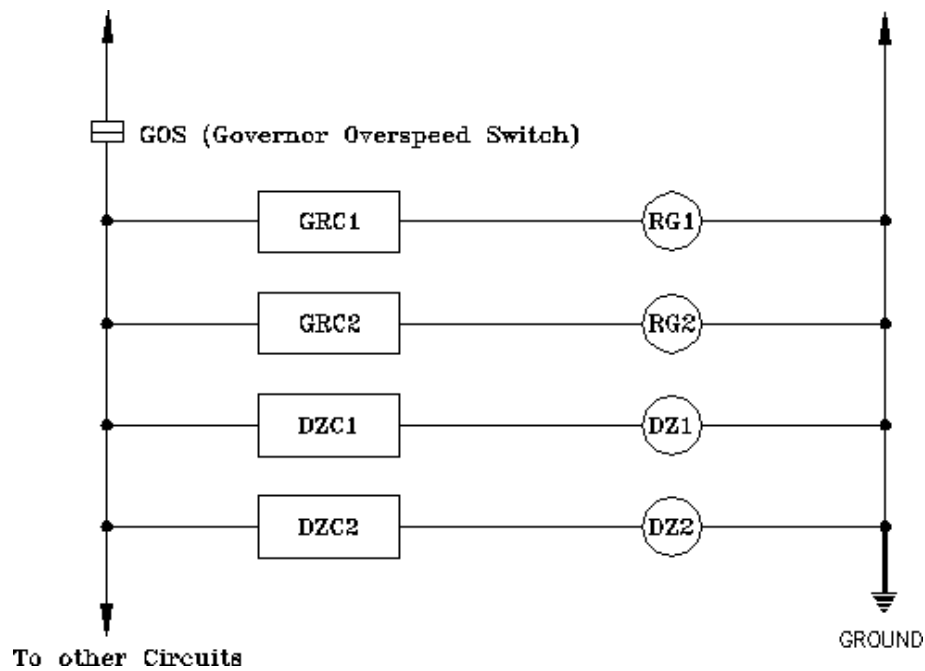 GOS (Governor Overspeed Switch)
GRC1 RG1
GRC2 RG2
DZC1 DZ1
DZC2 DZ2
GROUND
To other Circuits